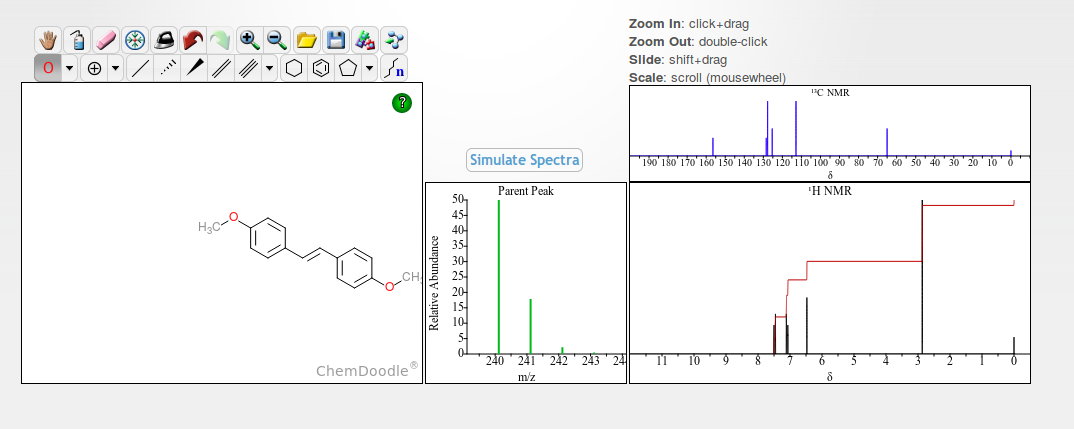 Zoom In: click+drag
Zoom Out: double-click
Slide: shift+drag
Scale: scroll (mousewheel)
O
n
?
Simulate Spectra
¹³C NMR
190 180 170 160 150 140 130 120 110 100 90 80 70 60 50 40 30 20 10 0
δ
H₃C
O
O
CH
ChemDoodle®
Parent Peak
Relative Abundance
50
45
40
35
30
25
20
15
10
5
0
240 241 242 243 24
m/z
¹H NMR
11 10 9 8 7 6 5 4 3 2 1 0
δ